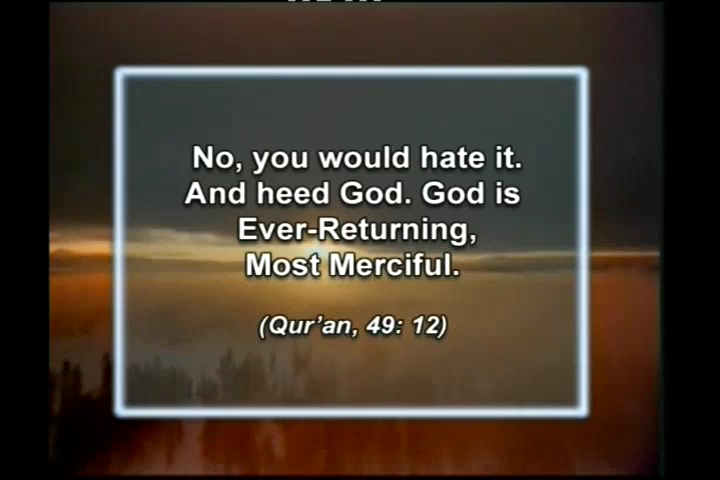 No, you would hate it.
And heed God. God is
Ever-Returning,
Most Merciful.
(Qur'an, 49: 12)